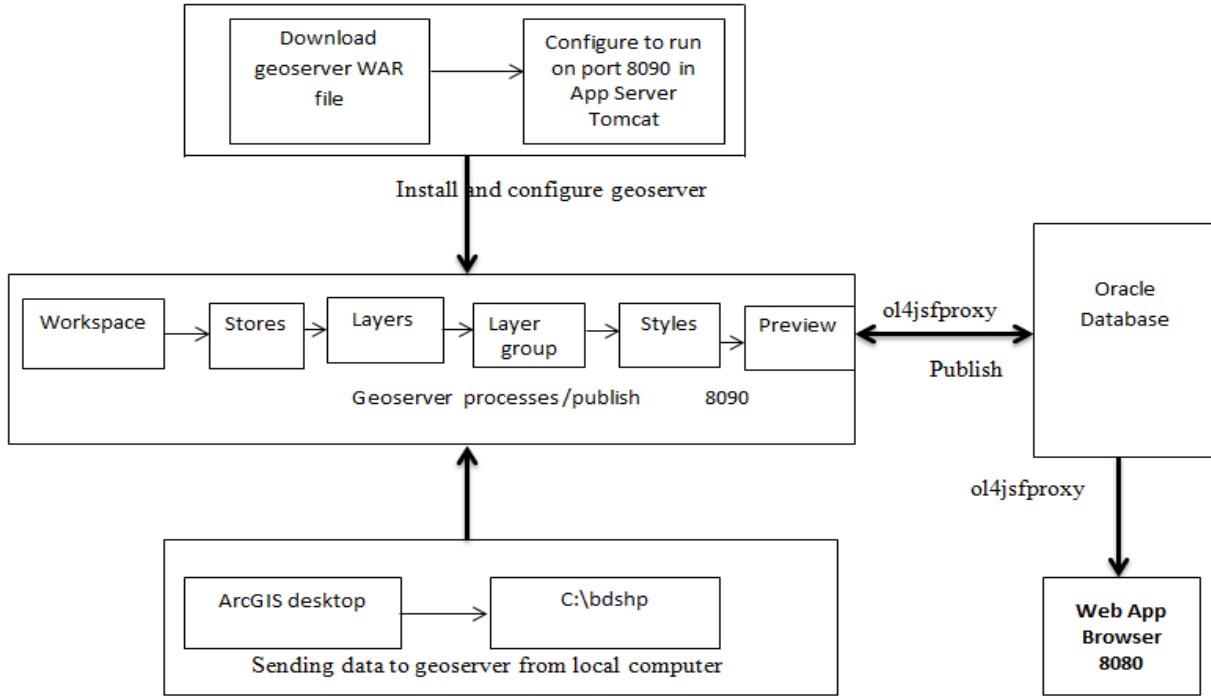 Download
geoserver WAR
file
Configure to run
on port 8090 in
App Server
Tomcat
Install and configure geoserver
Workspace
Stores
Layers
Layer
group
Styles
Preview
Geoserver processes/publish 8090
ol4jsfproxy
Publish
Oracle
Database
ol4jsfproxy
ArcGIS desktop
C:\bdshp
Sending data to geoserver from local computer
Web App
Browser
8080